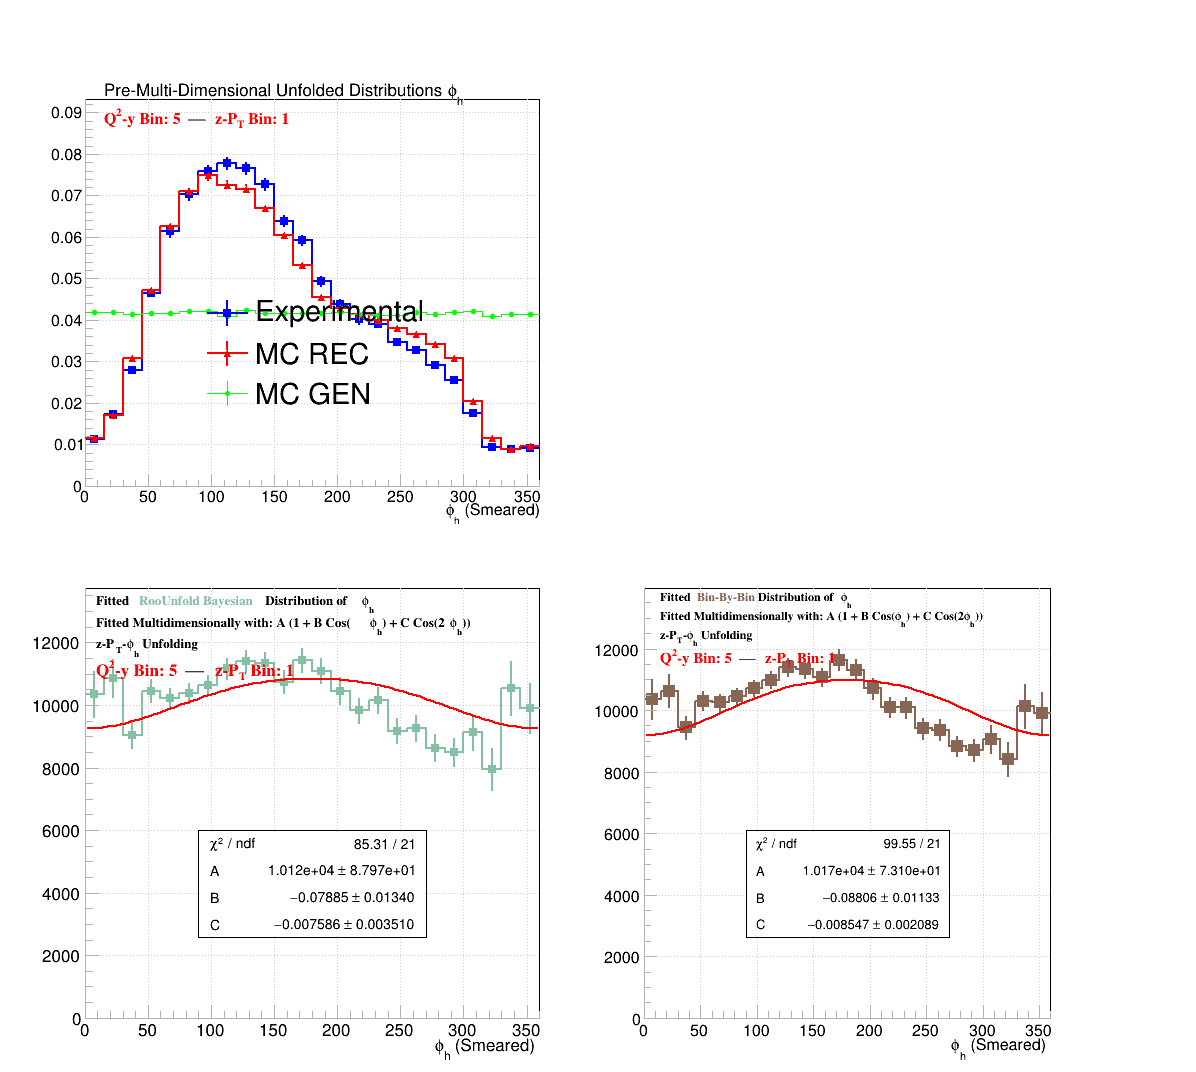 Pre-Multi-Dimensional Unfolded Distributions ϕh
Q2-y Bin: 5 — z-PT Bin: 1
0.09
0.08
0.07
0.06
0.05
0.04
0.03
0.02
0.01
0
Experimental
MC REC
MC GEN
0 50 100 150 200 250 300 350
ϕh (Smeared)
Fitted RooUnfold Bayesian Distribution of ϕh
Fitted Multidimensionally with: A (1 + B Cos( ϕh) + C Cos(2 ϕh))
z-PT-ϕh Unfolding
Q2-y Bin: 5 — z-PT Bin: 1
12000
10000
8000
6000
4000
2000
0
χ2 / ndf 85.31 / 21
A 1.012e+04 ± 8.797e+01
B −0.07885 ± 0.01340
C −0.007586 ± 0.003510
0 50 100 150 200 250 300 350
ϕh (Smeared)
Fitted Bin-By-Bin Distribution of ϕh
Fitted Multidimensionally with: A (1 + B Cos(ϕh) + C Cos(2ϕh))
z-PT-ϕh Unfolding
Q2-y Bin: 5 — z-PT Bin: 1
12000
10000
8000
6000
4000
2000
0
χ2 / ndf 99.55 / 21
A 1.017e+04 ± 7.310e+01
B −0.08806 ± 0.01133
C −0.008547 ± 0.002089
0 50 100 150 200 250 300 350
ϕh (Smeared)